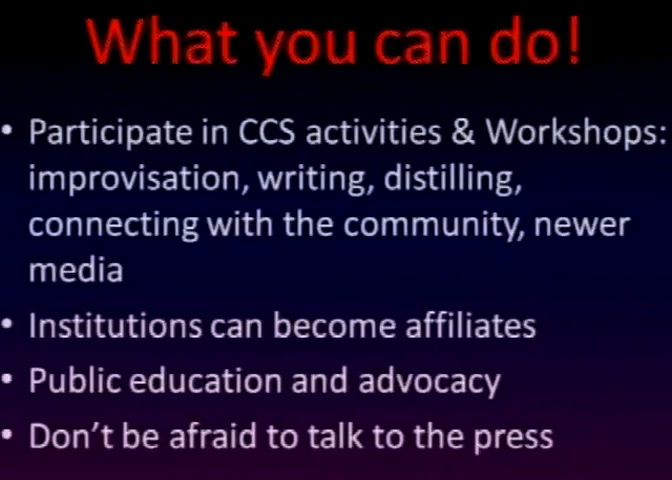 What you can do!
• Participate in CCS activities & Workshops:
improvisation, writing, distilling,
connecting with the community, newer
media
• Institutions can become affiliates
• Public education and advocacy
• Don't be afraid to talk to the press